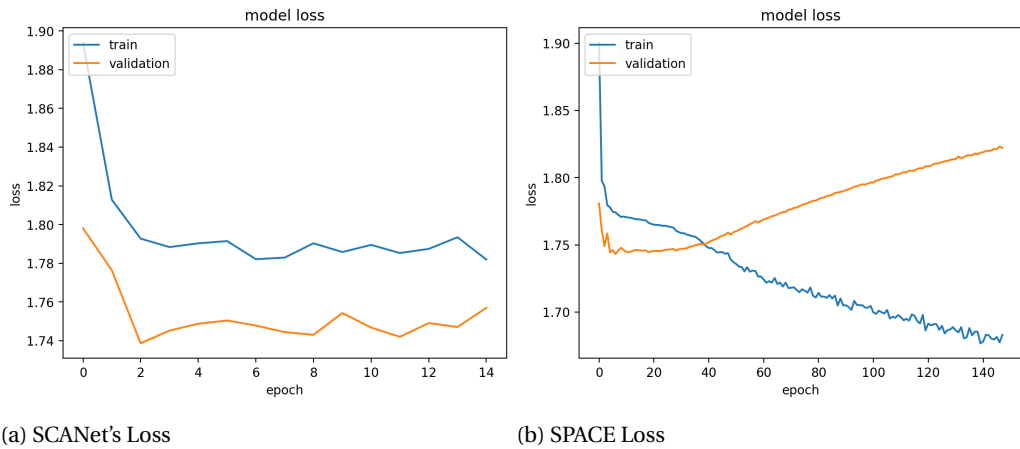 model loss
1.90
1.88
1.86
1.84
1.82
1.80
1.78
1.76
1.74
loss
train
validation
0 2 4 6 8 10 12 14
epoch
model loss
1.90
1.85
1.80
1.75
1.70
loss
train
validation
0 20 40 60 80 100 120 140
epoch
(a) SCANet's Loss
(b) SPACE Loss